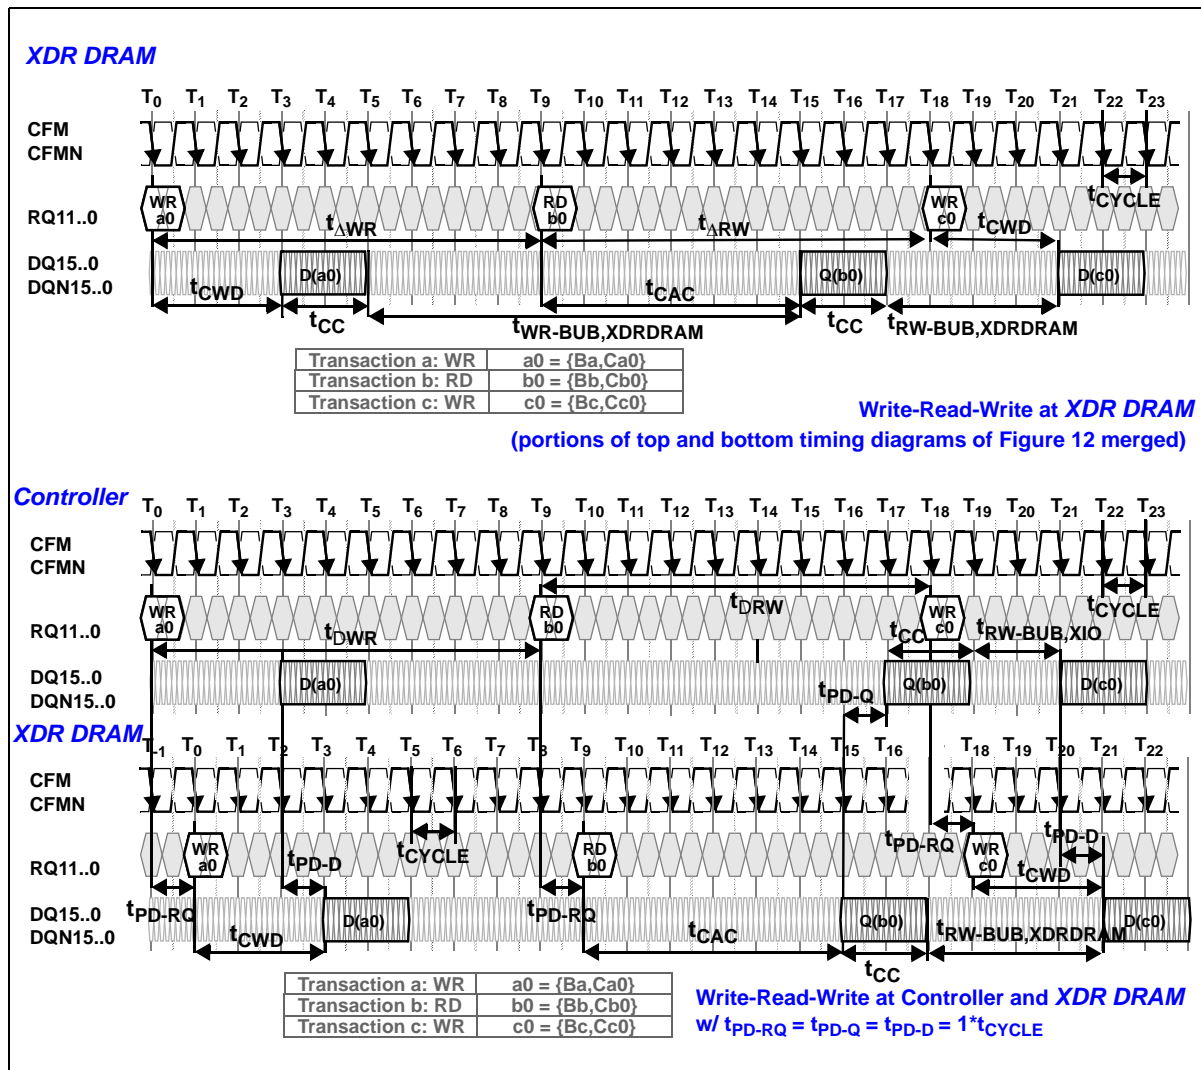 XDR DRAM
T0 T1 T2 T3 T4 T5 T6 T7 T8 T9 T10 T11 T12 T13 T14 T15 T16 T17 T18 T19 T20 T21 T22 T23
CFM
CFMN
tCYCLE
RQ11..0
WR a0
RD b0
WR c0
tΔWR
tΔRW
tCWD
DQ15..0
DQN15..0
D(a0)
Q(b0)
D(c0)
tCWD
tCC
tWR-BUB,XDRDRAM
tCAC
tCC
tRW-BUB,XDRDRAM
Transaction a: WR a0 = {Ba,Ca0}
Transaction b: RD b0 = {Bb,Cb0}
Transaction c: WR c0 = {Bc,Cc0}
Write-Read-Write at XDR DRAM
(portions of top and bottom timing diagrams of Figure 12 merged)
Controller
T0 T1 T2 T3 T4 T5 T6 T7 T8 T9 T10 T11 T12 T13 T14 T15 T16 T17 T18 T19 T20 T21 T22 T23
CFM
CFMN
tDRW
tCYCLE
RQ11..0
WR a0
RD b0
WR c0
tDWR
tCC
tRW-BUB,XIO
DQ15..0
DQN15..0
D(a0)
tPD-Q
Q(b0)
D(c0)
XDR DRAM
T-1 T0 T1 T2 T3 T4 T5 T6 T7 T8 T9 T10 T11 T12 T13 T14 T15 T16 T18 T19 T20 T21 T22
CFM
CFMN
RQ11..0
WR a0
tPD-D
tCYCLE
RD b0
tPD-RQ
WR c0
tPD-D
tCWD
DQ15..0
DQN15..0
tPD-RQ
tCWD
D(a0)
tPD-RQ
tCAC
Q(b0)
tCC
tRW-BUB,XDRDRAM
D(c0)
Transaction a: WR a0 = {Ba,Ca0}
Transaction b: RD b0 = {Bb,Cb0}
Transaction c: WR c0 = {Bc,Cc0}
Write-Read-Write at Controller and XDR DRAM
w/ tPD-RQ = tPD-Q = tPD-D = 1*tCYCLE